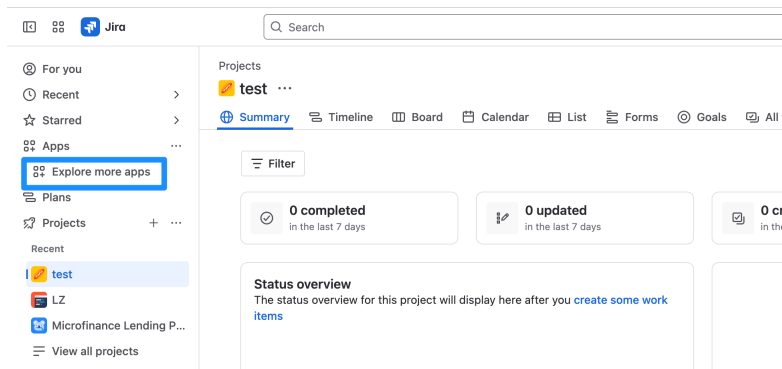 Jira
Search
For you
Recent
Starred
Apps
Explore more apps
Plans
Projects
Recent
test
LZ
Microfinance Lending P...
View all projects
Projects
test
Summary Timeline Board Calendar List Forms Goals All
Filter
0 completed
in the last 7 days
0 updated
in the last 7 days
0 c
in the
Status overview
The status overview for this project will display here after you create some work
items